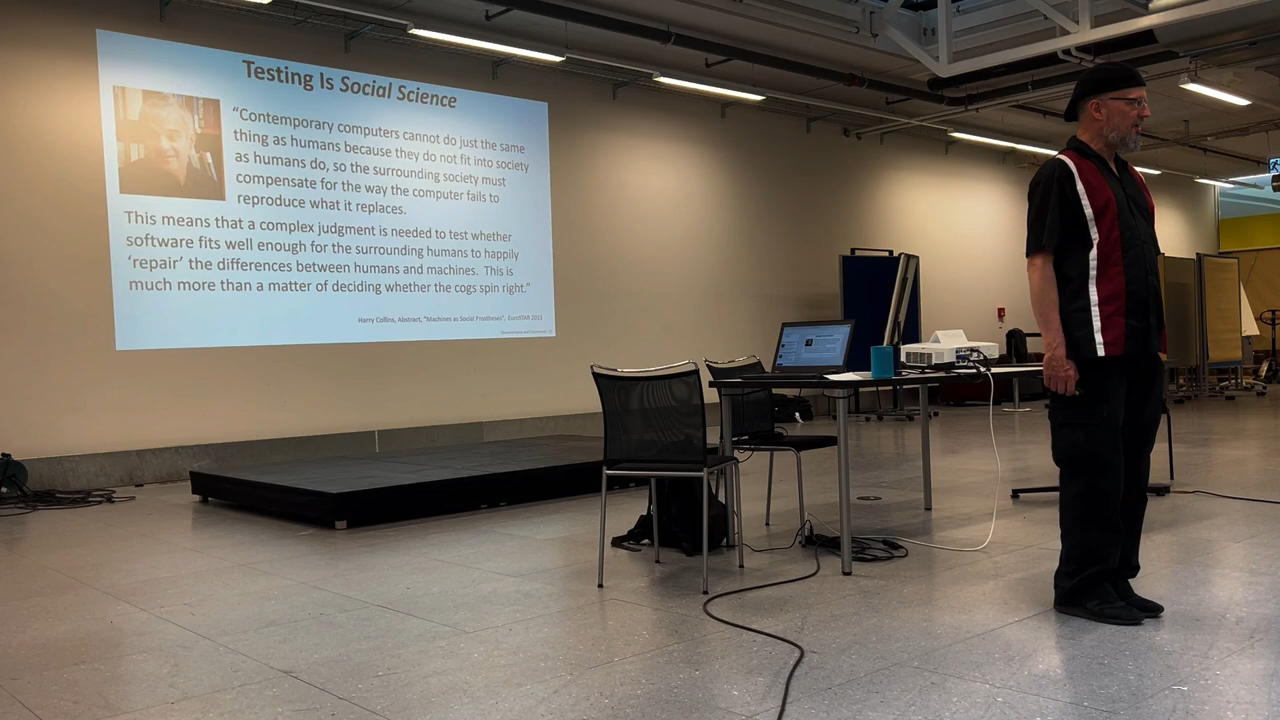 Testing Is Social Science
“Contemporary computers cannot do just the same
thing as humans because they do not fit into society
as humans do, so the surrounding society must
compensate for the way the computer fails to
reproduce what it replaces.
This means that a complex judgment is needed to test whether
software fits well enough for the surrounding humans to happily
‘repair’ the differences between humans and machines. This is
much more than a matter of deciding whether the cogs spin right.”
Harry Collins, Abstract, “Machines as Social Prostheses”, EuroSTAR 2013